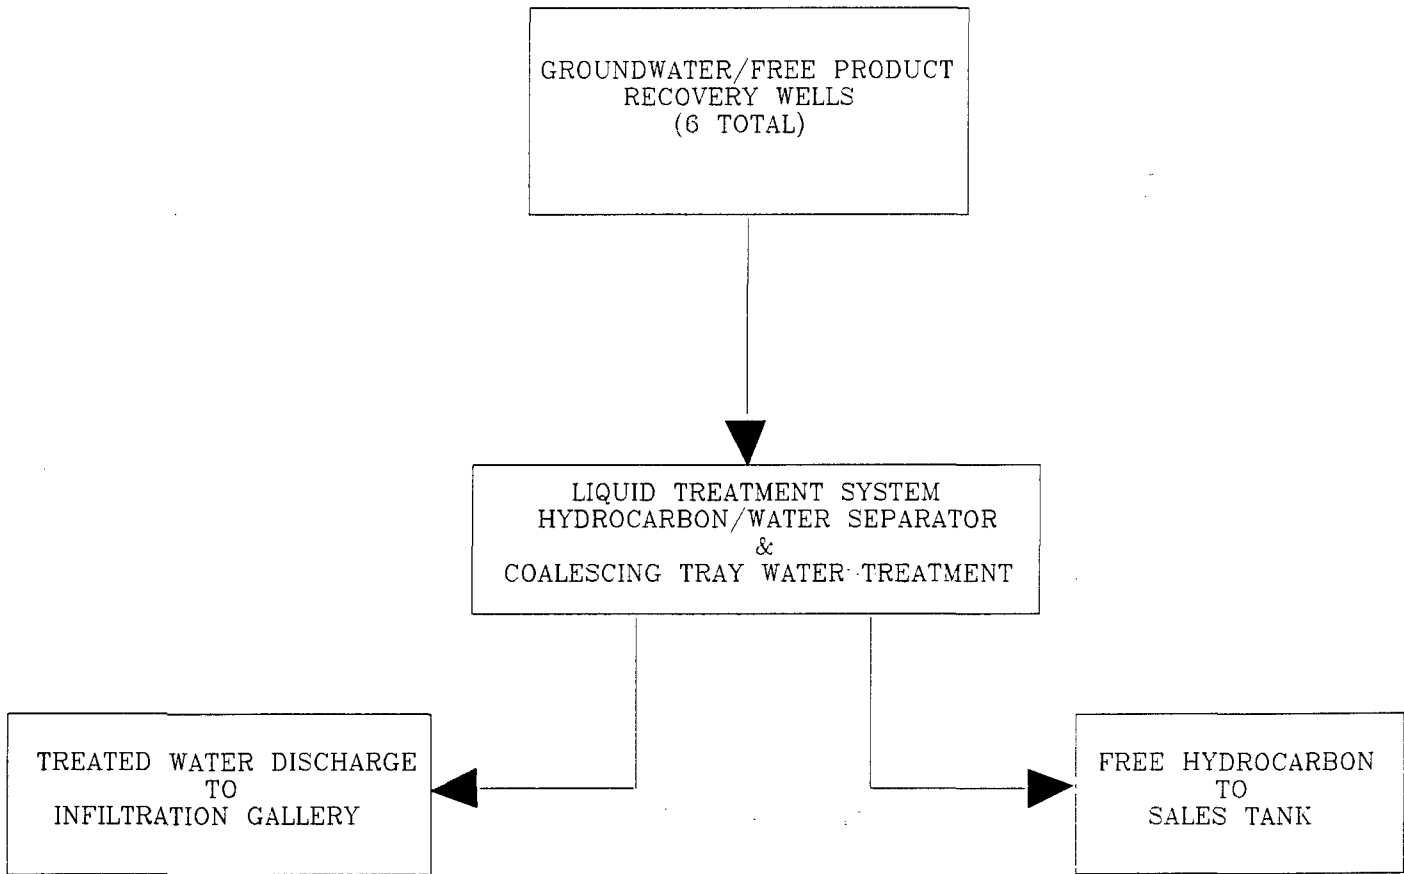 GROUNDWATER/FREE PRODUCT
RECOVERY WELLS
(6 TOTAL)
LIQUID TREATMENT SYSTEM
HYDROCARBON/WATER SEPARATOR
&
COALESCING TRAY WATER TREATMENT
TREATED WATER DISCHARGE
TO
INFILTRATION GALLERY
FREE HYDROCARBON
TO
SALES TANK